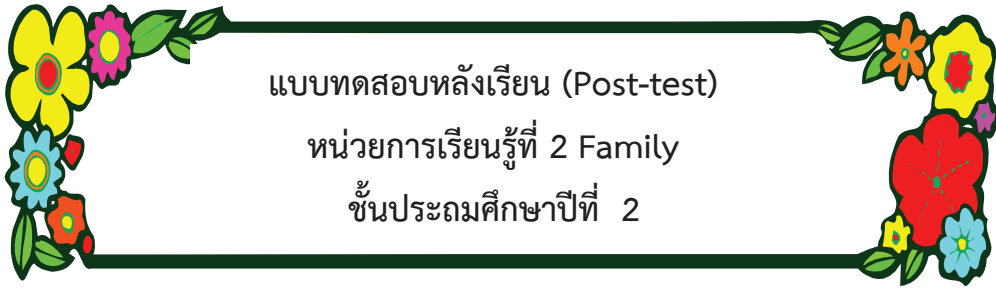 แบบทดสอบหลังเรียน (Post-test)
หน่วยการเรียนรู้ที่ 2 Family
ชั้นประถมศึกษาปีที่ 2